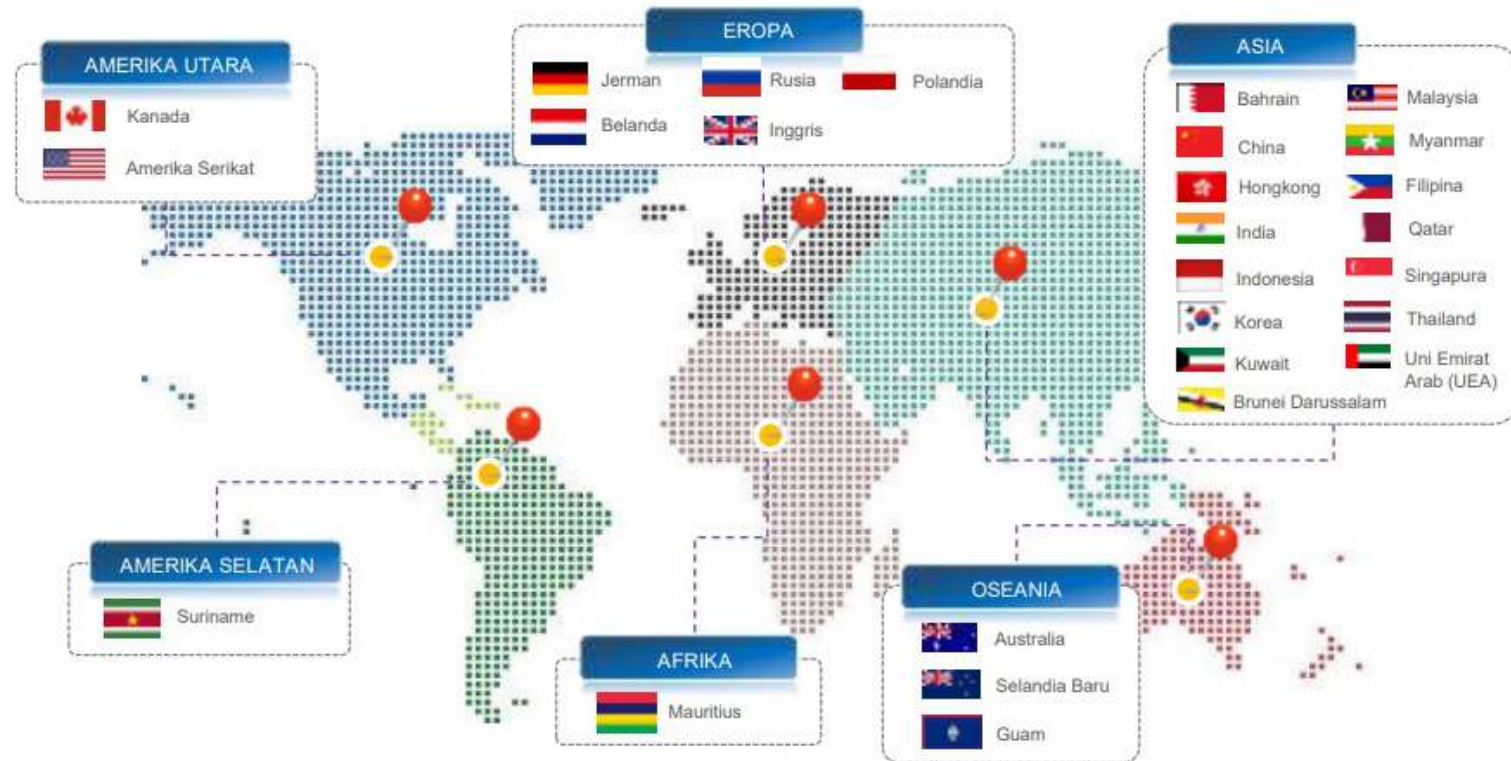 AMERIKA UTARA
Kanada
Amerika Serikat
EROPA
Jerman
Rusia
Polandia
Belanda
Inggris
ASIA
Bahrain
Malaysia
China
Myanmar
Hongkong
Filipina
India
Qatar
Indonesia
Singapura
Korea
Thailand
Kuwait
Uni Emirat
Arab (UEA)
Brunei Darussalam
AMERIKA SELATAN
Suriname
AFRIKA
Mauritius
OSEANIA
Australia
Selandia Baru
Guam